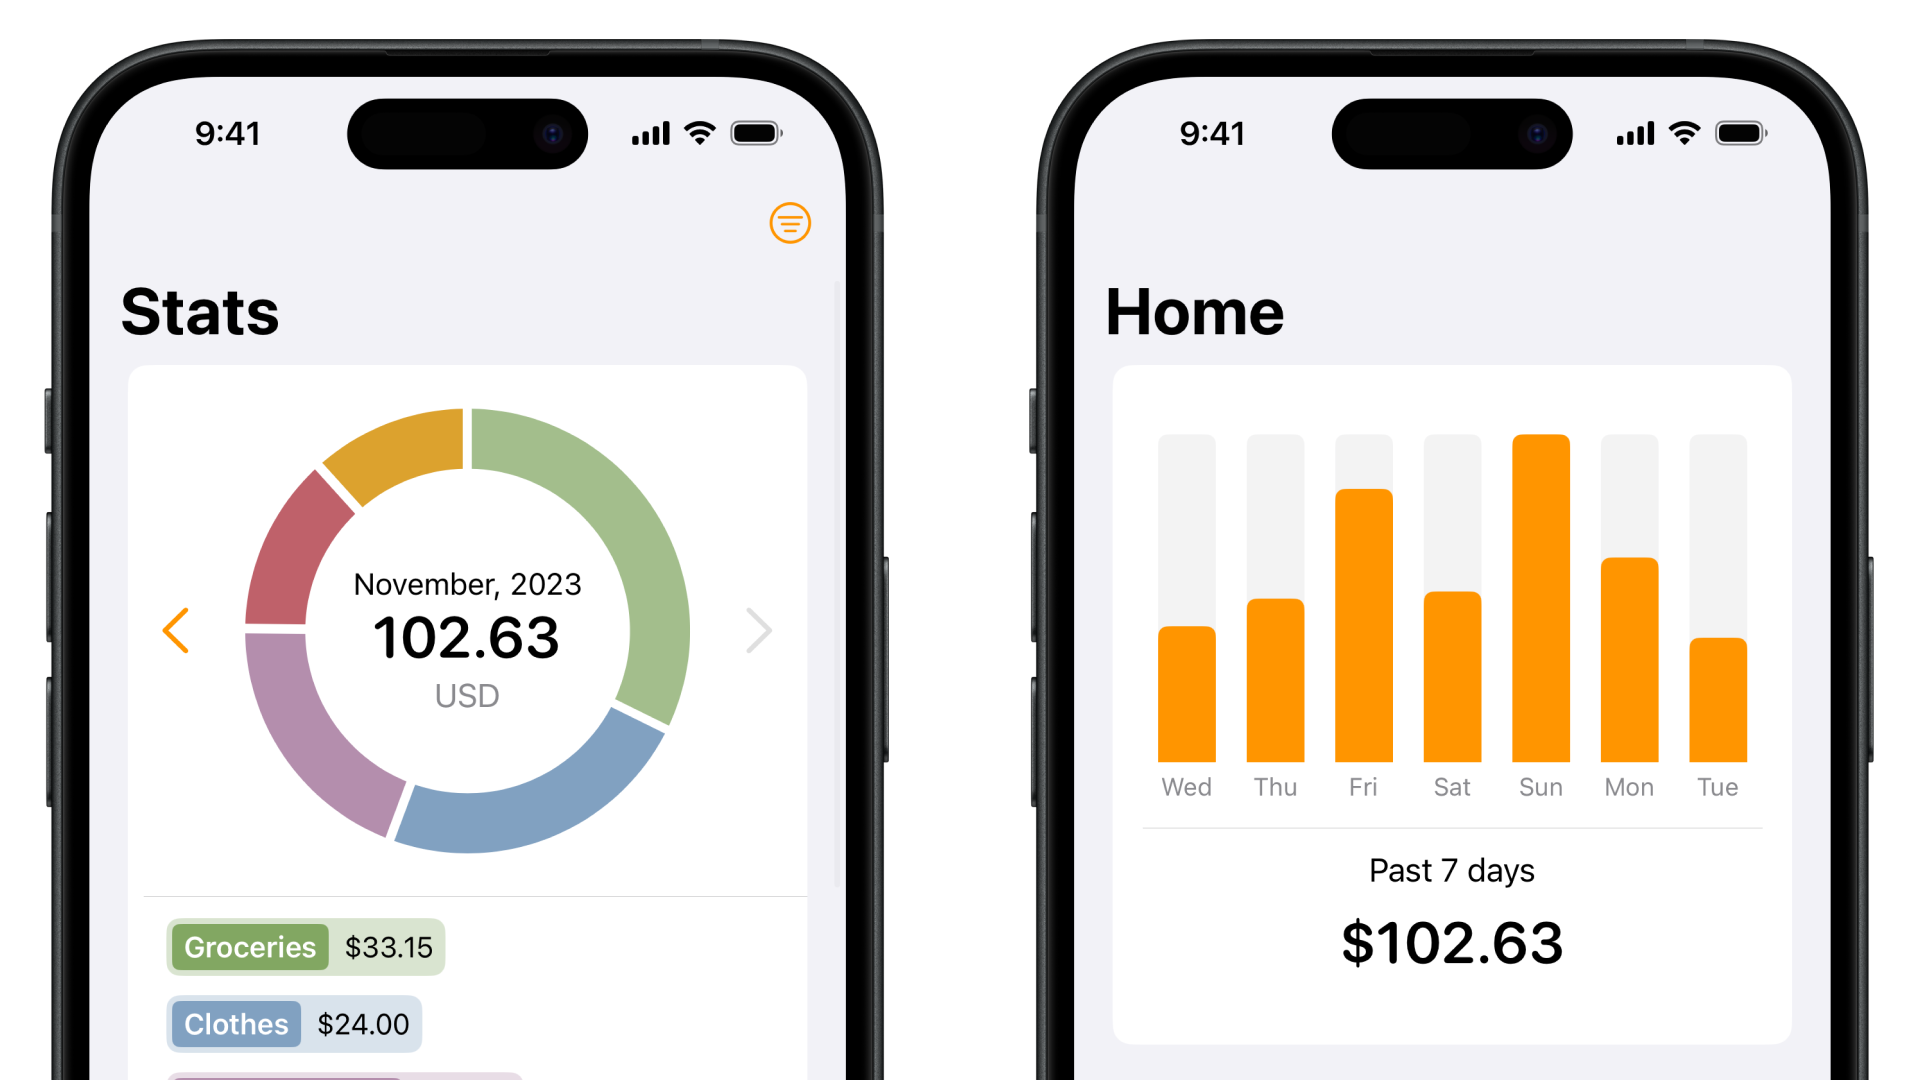 9:41
Stats
November, 2023
102.63
USD
Groceries $33.15
Clothes $24.00
9:41
Home
Wed Thu Fri Sat Sun Mon Tue
Past 7 days
$102.63